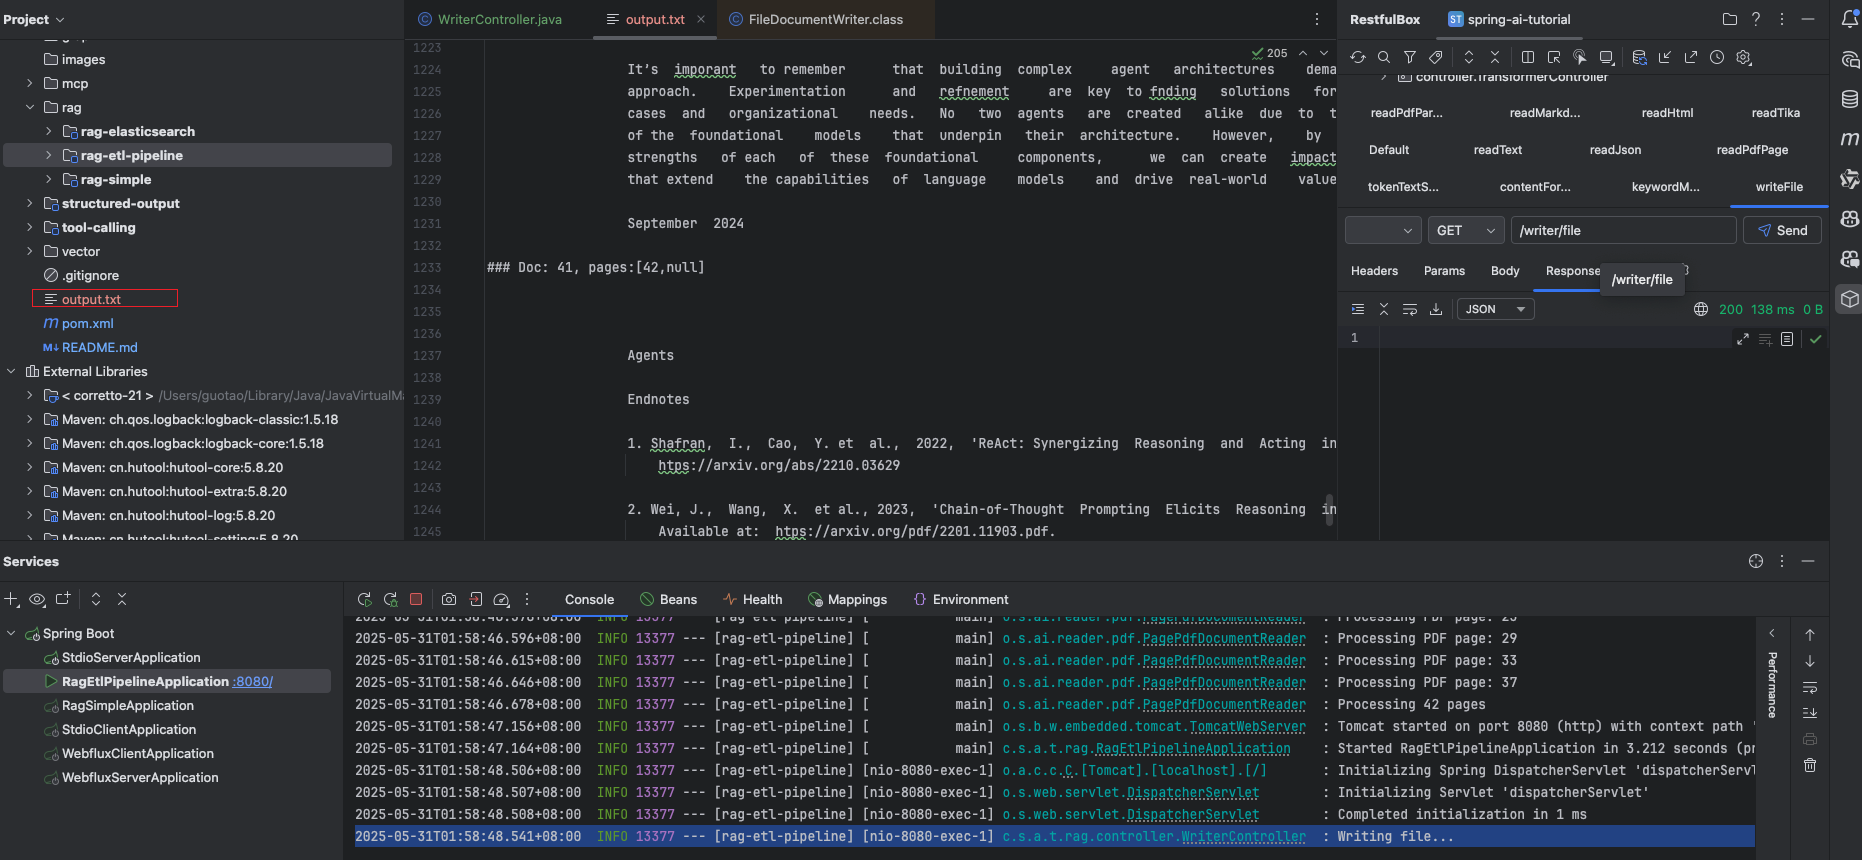 Project
images
mcp
rag
rag-elasticsearch
rag-etl-pipeline
rag-simple
structured-output
tool-calling
vector
.gitignore
output.txt
pom.xml
README.md
External Libraries
< corretto-21 > /Users/guotao/Library/Java/JavaVirtualMa
Maven: ch.qos.logback:logback-classic:1.5.18
Maven: ch.qos.logback:logback-core:1.5.18
Maven: cn.hutool:hutool-core:5.8.20
Maven: cn.hutool:hutool-extra:5.8.20
Maven: cn.hutool:hutool-log:5.8.20
Maven: cn.hutool:hutool-setting:5.8.20
WriterController.java
output.txt
FileDocumentWriter.class
205
1223
1224 It's imporant to remember that building complex agent architectures dema
1225 approach. Experimentation and refnement are key to fnding solutions for
1226 cases and organizational needs. No two agents are created alike due to t
1227 of the foundational models that underpin their architecture. However, by
1228 strengths of each of these foundational components, we can create impact
1229 that extend the capabilities of language models and drive real-world value
1230
1231 September 2024
1232
1233 ### Doc: 41, pages:[42,null]
1234
1235
1236
1237 Agents
1238
1239 Endnotes
1240
1241 1. Shafran, I., Cao, Y. et al., 2022, 'ReAct: Synergizing Reasoning and Acting in
1242 htps://arxiv.org/abs/2210.03629
1243
1244 2. Wei, J., Wang, X. et al., 2023, 'Chain-of-Thought Prompting Elicits Reasoning in
1245 Available at: htps://arxiv.org/pdf/2201.11903.pdf.
RestfulBox
ST spring-ai-tutorial
controller.TransformerController
readPdfPar... readMarkd... readHtml readTika
Default readText readJson readPdfPage
tokenTextS... contentFor... keywordM... writeFile
GET /writer/file Send
Headers Params Body Response
/writer/file
JSON 200 138 ms 0 B
1
Services
Spring Boot
StdioServerApplication
RagEtlPipelineApplication :8080/
RagSimpleApplication
StdioClientApplication
WebfluxClientApplication
WebfluxServerApplication
Console Beans Health Mappings Environment
2025-05-31T01:58:46.596+08:00 INFO 13377 --- [rag-etl-pipeline] [ main] o.s.ai.reader.pdf.PagePdfDocumentReader : Processing PDF page: 29
2025-05-31T01:58:46.615+08:00 INFO 13377 --- [rag-etl-pipeline] [ main] o.s.ai.reader.pdf.PagePdfDocumentReader : Processing PDF page: 33
2025-05-31T01:58:46.646+08:00 INFO 13377 --- [rag-etl-pipeline] [ main] o.s.ai.reader.pdf.PagePdfDocumentReader : Processing PDF page: 37
2025-05-31T01:58:46.678+08:00 INFO 13377 --- [rag-etl-pipeline] [ main] o.s.ai.reader.pdf.PagePdfDocumentReader : Processing 42 pages
2025-05-31T01:58:47.156+08:00 INFO 13377 --- [rag-etl-pipeline] [ main] o.s.b.w.embedded.tomcat.TomcatWebServer : Tomcat started on port 8080 (http) with context path '
2025-05-31T01:58:47.164+08:00 INFO 13377 --- [rag-etl-pipeline] [ main] c.s.a.t.rag.RagEtlPipelineApplication : Started RagEtlPipelineApplication in 3.212 seconds (pr
2025-05-31T01:58:48.506+08:00 INFO 13377 --- [rag-etl-pipeline] [nio-8080-exec-1] o.a.c.c.C.[Tomcat].[localhost].[/] : Initializing Spring DispatcherServlet 'dispatcherServl
2025-05-31T01:58:48.507+08:00 INFO 13377 --- [rag-etl-pipeline] [nio-8080-exec-1] o.s.web.servlet.DispatcherServlet : Initializing Servlet 'dispatcherServlet'
2025-05-31T01:58:48.508+08:00 INFO 13377 --- [rag-etl-pipeline] [nio-8080-exec-1] o.s.web.servlet.DispatcherServlet : Completed initialization in 1 ms
2025-05-31T01:58:48.541+08:00 INFO 13377 --- [rag-etl-pipeline] [nio-8080-exec-1] c.s.a.t.rag.controller.WriterController : Writing file...
Performance